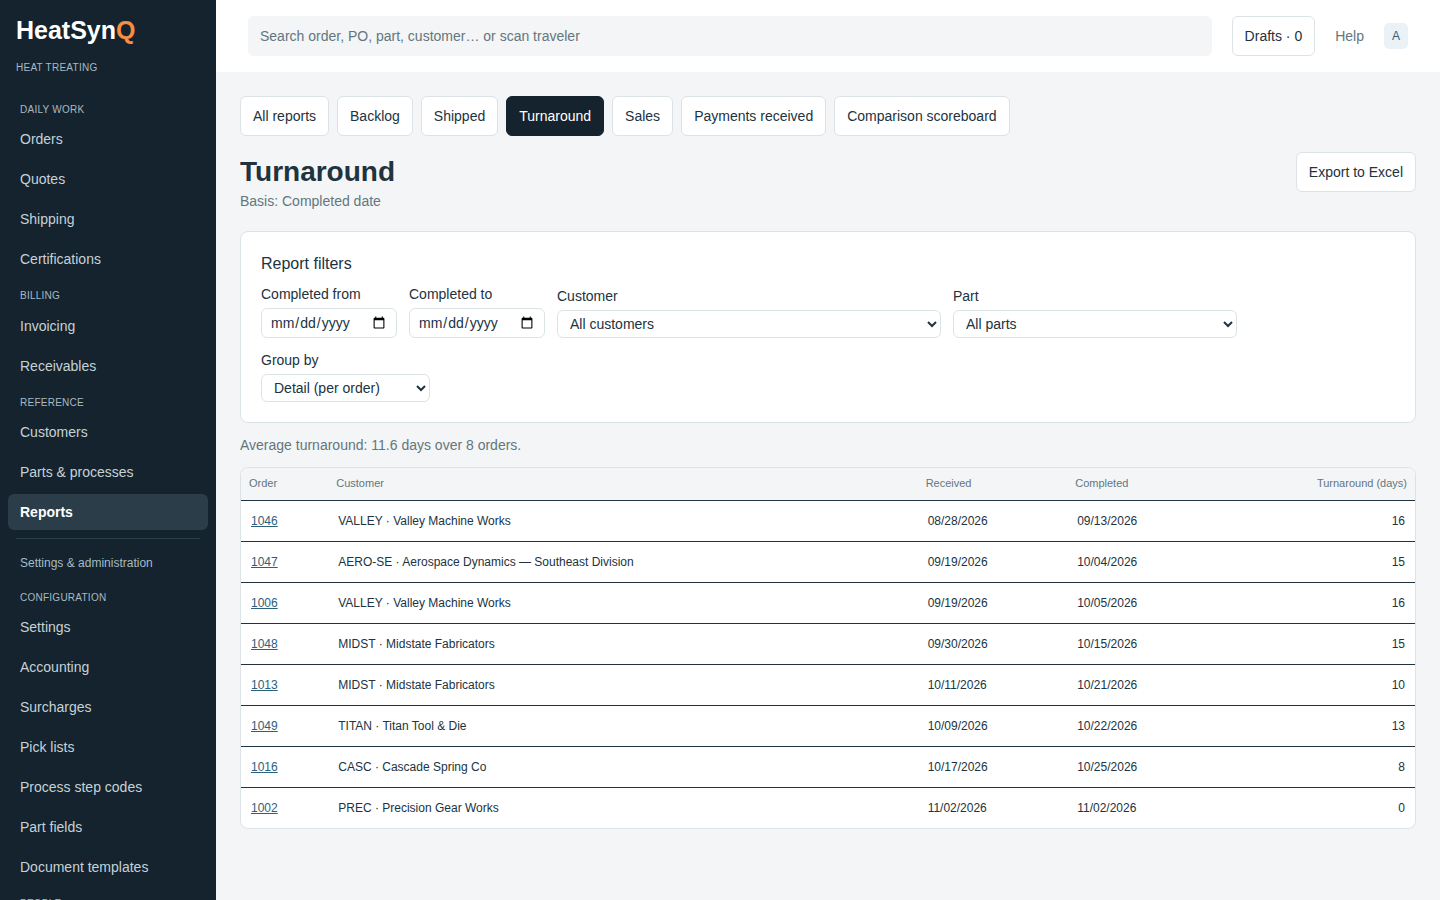 HeatSynQ
HEAT TREATING
DAILY WORK
Orders
Quotes
Shipping
Certifications
BILLING
Invoicing
Receivables
REFERENCE
Customers
Parts & processes
Reports
Settings & administration
CONFIGURATION
Settings
Accounting
Surcharges
Pick lists
Process step codes
Part fields
Document templates
Search order, PO, part, customer… or scan traveler
Drafts · 0
Help
A
All reports
Backlog
Shipped
Turnaround
Sales
Payments received
Comparison scoreboard
Turnaround
Basis: Completed date
Export to Excel
Report filters
Completed from
mm/dd/yyyy
Completed to
mm/dd/yyyy
Customer
All customers
Part
All parts
Group by
Detail (per order)
Average turnaround: 11.6 days over 8 orders.
Order Customer Received Completed Turnaround (days)
1046 VALLEY · Valley Machine Works 08/28/2026 09/13/2026 16
1047 AERO-SE · Aerospace Dynamics — Southeast Division 09/19/2026 10/04/2026 15
1006 VALLEY · Valley Machine Works 09/19/2026 10/05/2026 16
1048 MIDST · Midstate Fabricators 09/30/2026 10/15/2026 15
1013 MIDST · Midstate Fabricators 10/11/2026 10/21/2026 10
1049 TITAN · Titan Tool & Die 10/09/2026 10/22/2026 13
1016 CASC · Cascade Spring Co 10/17/2026 10/25/2026 8
1002 PREC · Precision Gear Works 11/02/2026 11/02/2026 0